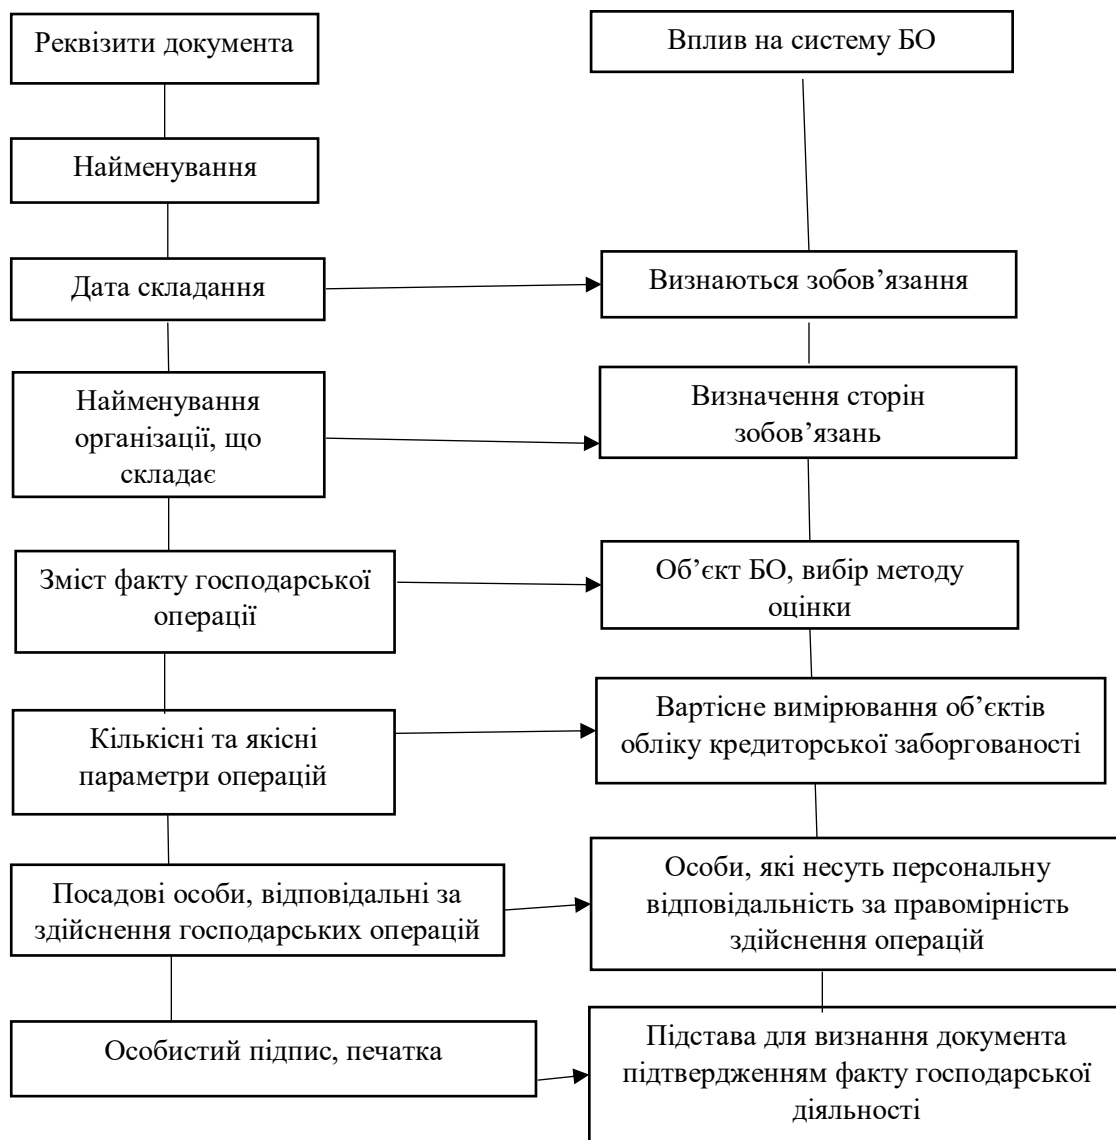 Реквізити документа
Вплив на систему БО
Найменування
Дата складання
Визнаються зобов’язання
Найменування
організації, що
складає
Визначення сторін
зобов’язань
Зміст факту господарської
операції
Об’єкт БО, вибір методу
оцінки
Кількісні та якісні
параметри операцій
Вартісне вимірювання об’єктів
обліку кредиторської заборгованості
Посадові особи, відповідальні за
здійснення господарських операцій
Особи, які несуть персональну
відповідальність за правомірність
здійснення операцій
Особистий підпис, печатка
Підстава для визнання документа
підтвердженням факту господарської
діяльності